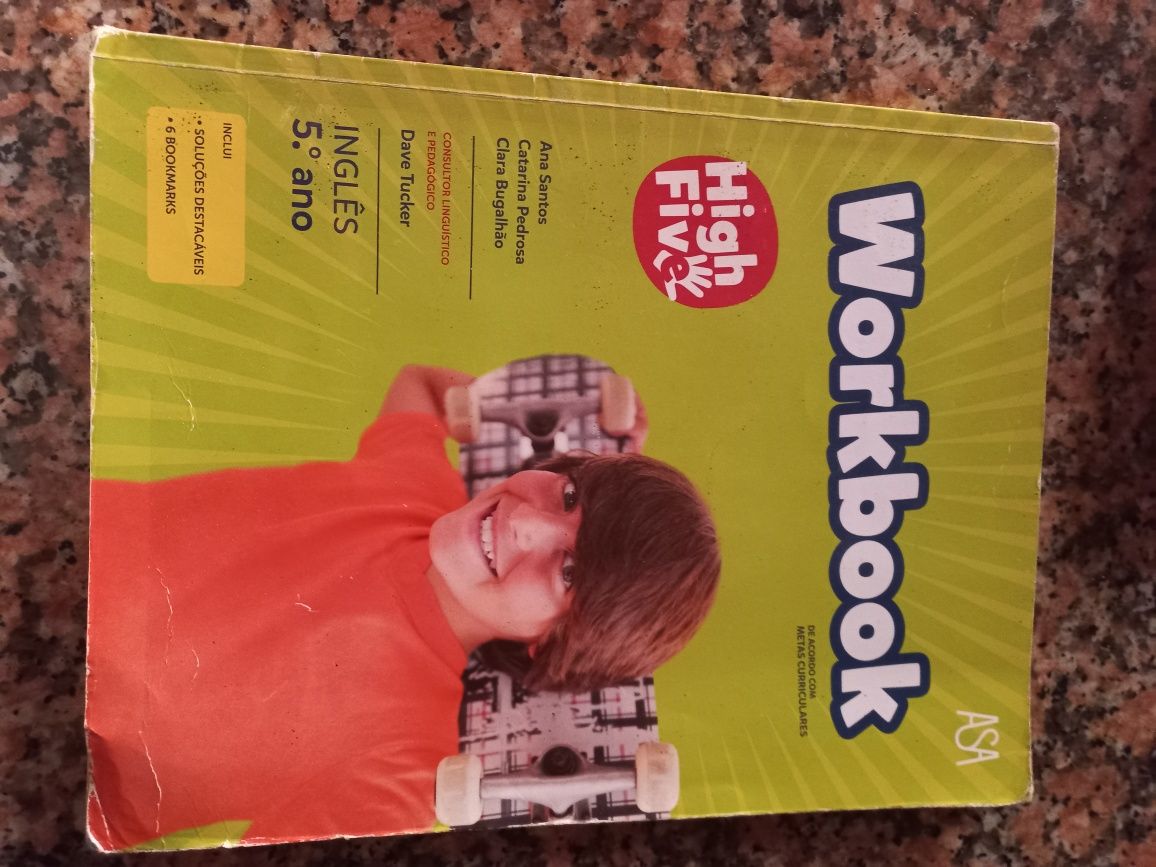 Workbook
ASA
DE ACORDO COM
METAS CURRICULARES
High
Five
Ana Santos
Catarina Pedrosa
Clara Bugalhão
CONSULTOR LINGUÍSTICO
E PEDAGÓGICO
Dave Tucker
INGLÊS
5.º ano
INCLUI
• SOLUÇÕES DESTACÁVEIS
• 6 BOOKMARKS